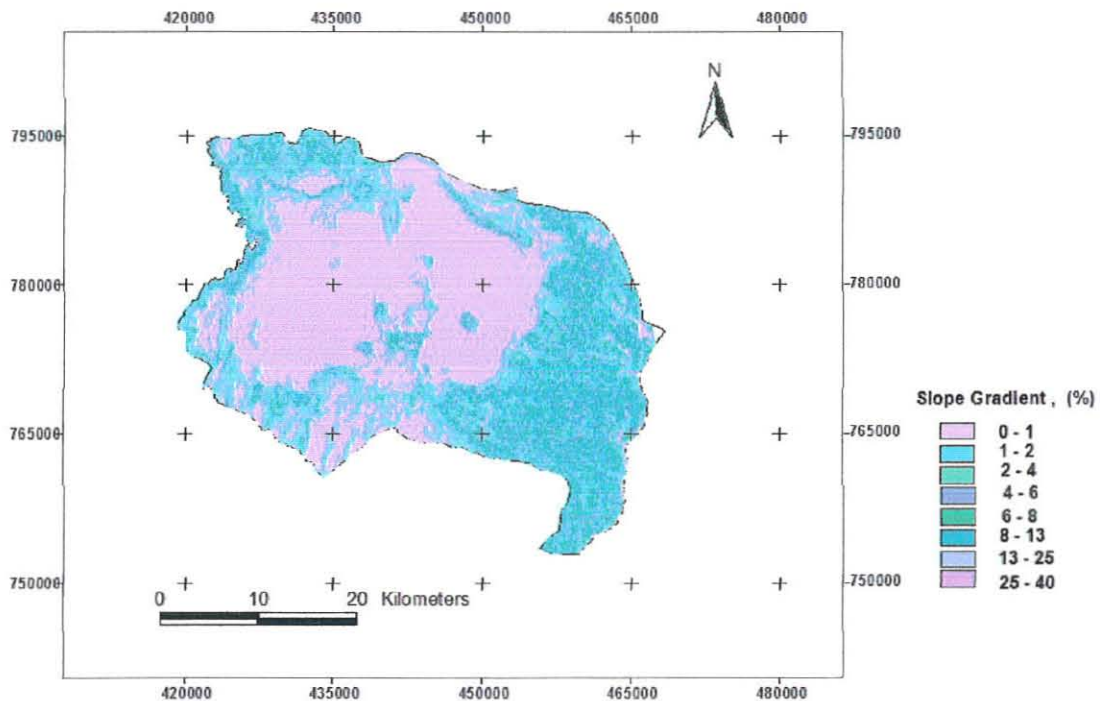 420000 435000 450000 465000 480000
N
795000 795000
780000 780000
Slope Gradient , (%)
0 - 1
765000 765000
1 - 2
2 - 4
4 - 6
6 - 8
8 - 13
13 - 25
750000 750000
25 - 40
0 10 20 Kilometers
420000 435000 450000 465000 480000